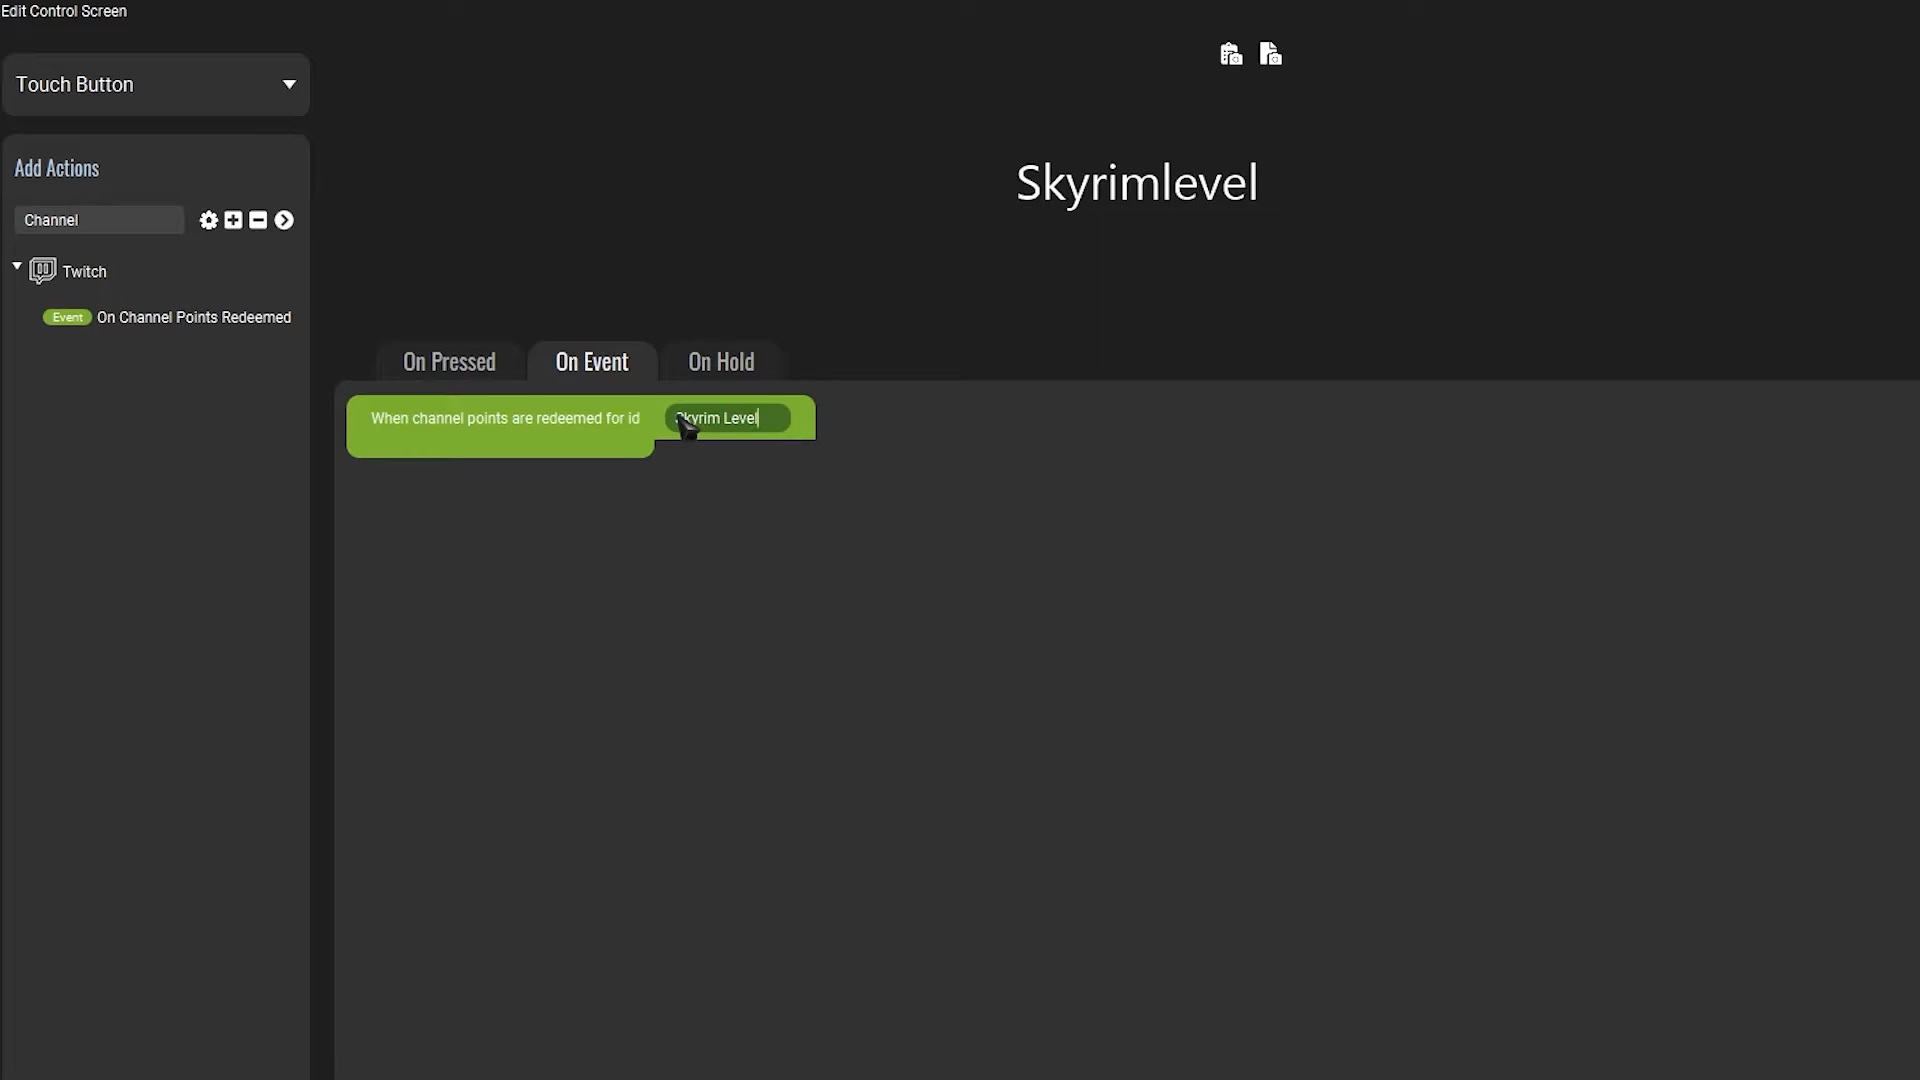 Edit Control Screen
Touch Button
Add Actions
Channel
Twitch
Event On Channel Points Redeemed
Skyrimlevel
On Pressed On Event On Hold
When channel points are redeemed for id Skyrim Level